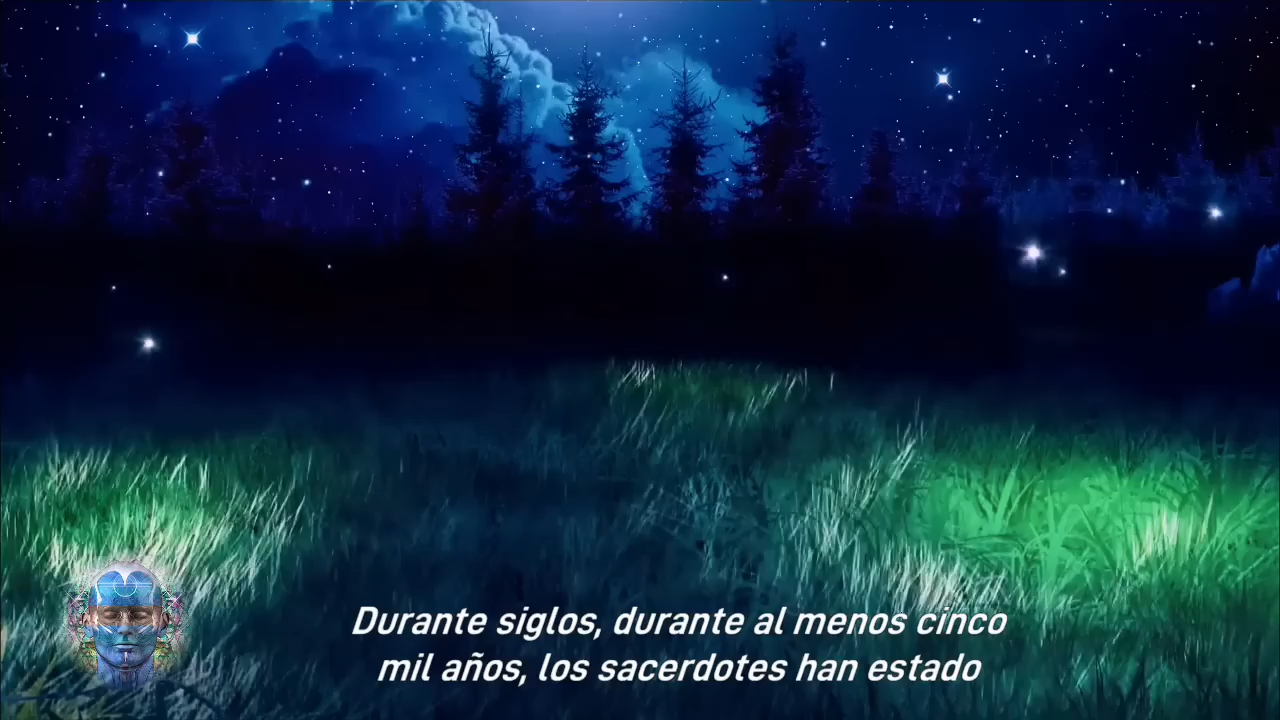 Durante siglos, durante al menos cinco
mil años, los sacerdotes han estado